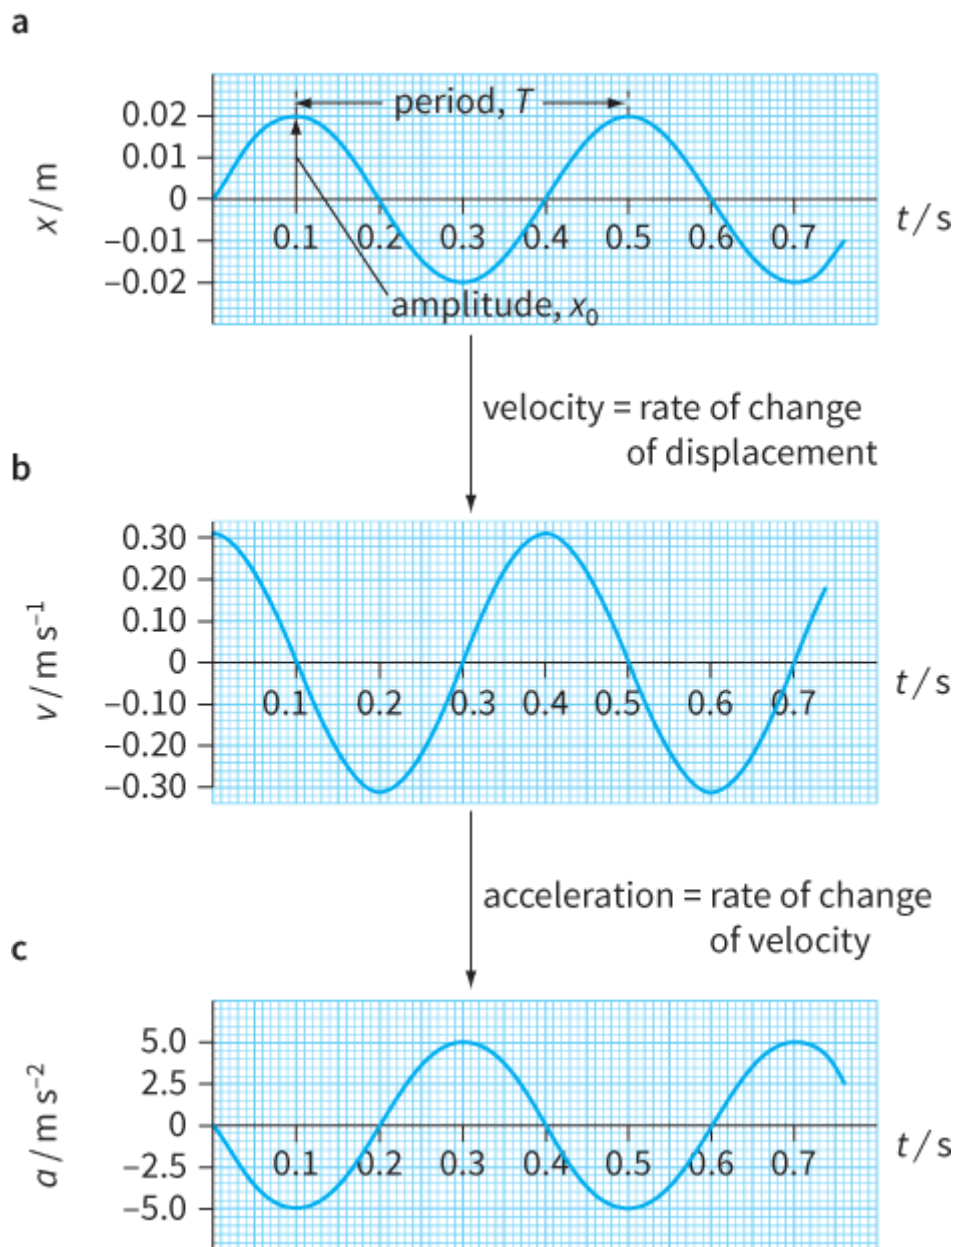 a
period, T
0.02
0.01
0
−0.01
−0.02
x / m
0.1 0.2 0.3 0.4 0.5 0.6 0.7
t / s
amplitude, x₀
velocity = rate of change
of displacement
b
0.30
0.20
0.10
0
−0.10
−0.20
−0.30
v / m s⁻¹
0.1 0.2 0.3 0.4 0.5 0.6 0.7
t / s
acceleration = rate of change
of velocity
c
5.0
2.5
0
−2.5
−5.0
a / m s⁻²
0.1 0.2 0.3 0.4 0.5 0.6 0.7
t / s